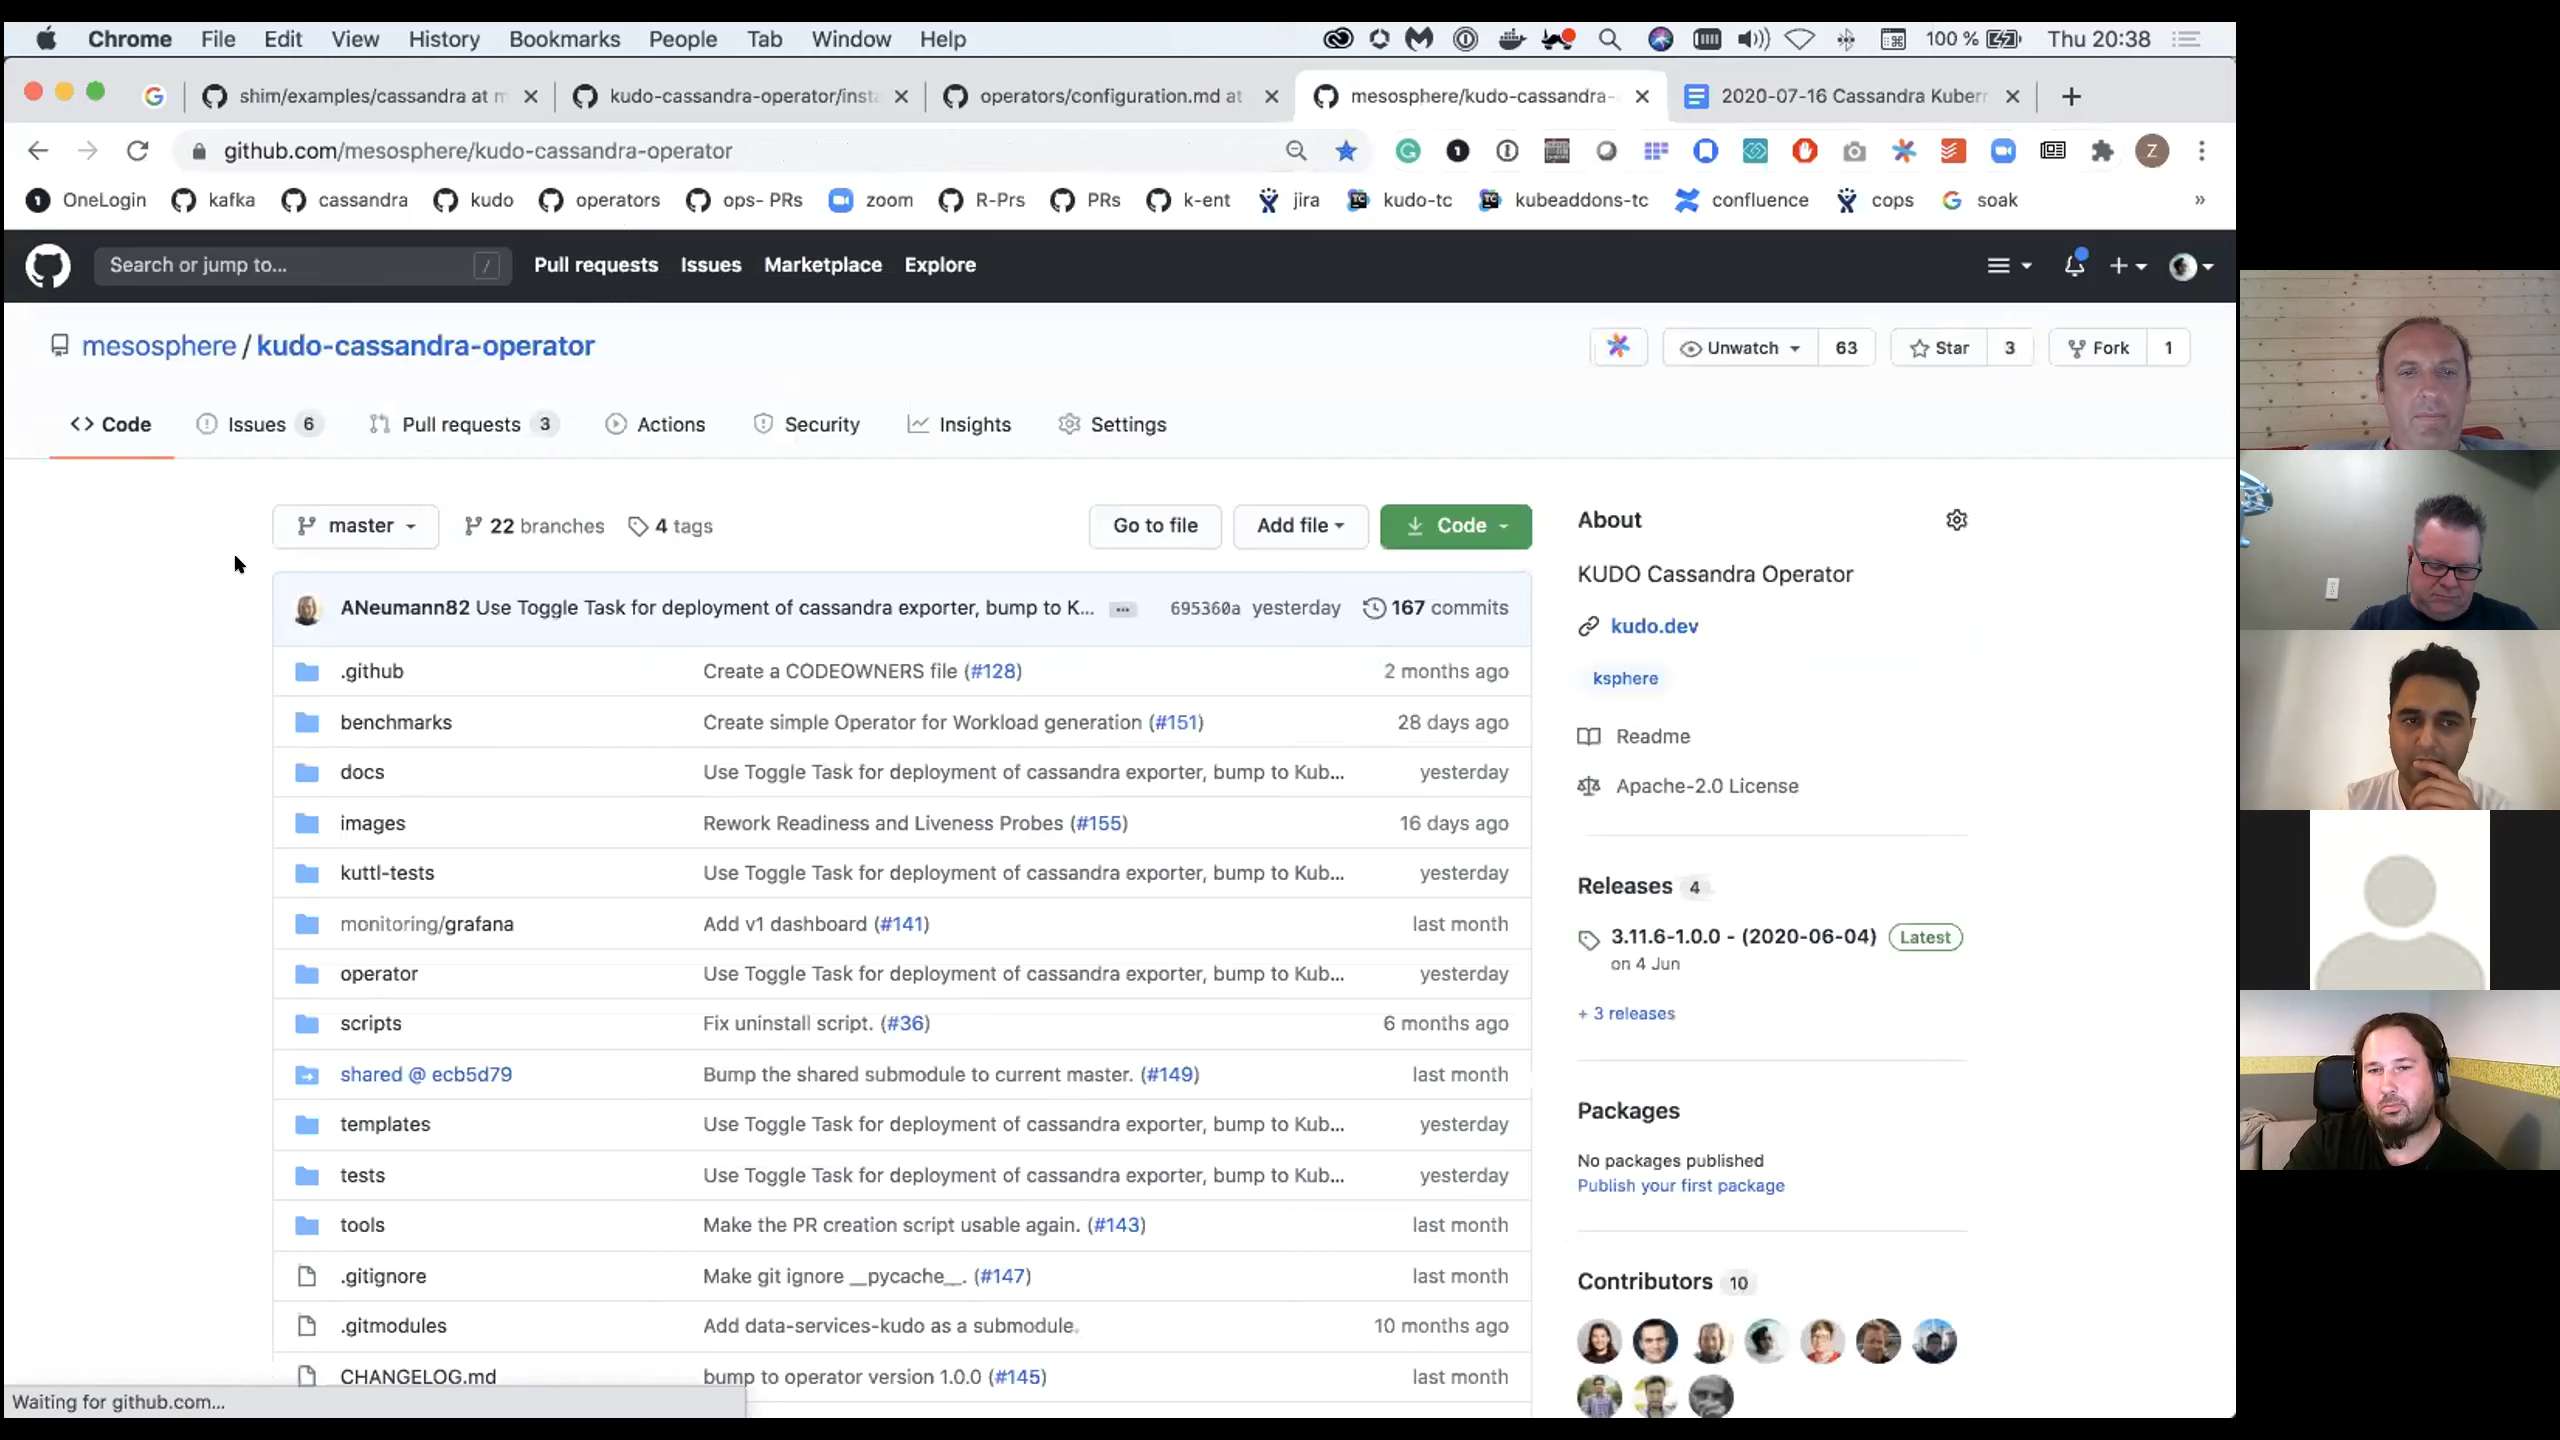 Chrome File Edit View History Bookmarks People Tab Window Help 100 % Thu 20:38
shim/examples/cassandra at m kudo-cassandra-operator/insta operators/configuration.md at mesosphere/kudo-cassandra- 2020-07-16 Cassandra Kubern
github.com/mesosphere/kudo-cassandra-operator
OneLogin kafka cassandra kudo operators ops- PRs zoom R-Prs PRs k-ent jira kudo-tc kubeaddons-tc confluence cops soak »
Search or jump to... / Pull requests Issues Marketplace Explore
mesosphere / kudo-cassandra-operator Unwatch 63 Star 3 Fork 1
Code Issues 6 Pull requests 3 Actions Security Insights Settings
master 22 branches 4 tags Go to file Add file Code
ANeumann82 Use Toggle Task for deployment of cassandra exporter, bump to K... 695360a yesterday 167 commits
.github Create a CODEOWNERS file (#128) 2 months ago
benchmarks Create simple Operator for Workload generation (#151) 28 days ago
docs Use Toggle Task for deployment of cassandra exporter, bump to Kub... yesterday
images Rework Readiness and Liveness Probes (#155) 16 days ago
kuttl-tests Use Toggle Task for deployment of cassandra exporter, bump to Kub... yesterday
monitoring/grafana Add v1 dashboard (#141) last month
operator Use Toggle Task for deployment of cassandra exporter, bump to Kub... yesterday
scripts Fix uninstall script. (#36) 6 months ago
shared @ ecb5d79 Bump the shared submodule to current master. (#149) last month
templates Use Toggle Task for deployment of cassandra exporter, bump to Kub... yesterday
tests Use Toggle Task for deployment of cassandra exporter, bump to Kub... yesterday
tools Make the PR creation script usable again. (#143) last month
.gitignore Make git ignore __pycache__. (#147) last month
.gitmodules Add data-services-kudo as a submodule. 10 months ago
CHANGELOG.md bump to operator version 1.0.0 (#145) last month
About
KUDO Cassandra Operator
kudo.dev
ksphere
Readme
Apache-2.0 License
Releases 4
3.11.6-1.0.0 - (2020-06-04) Latest
on 4 Jun
+ 3 releases
Packages
No packages published
Publish your first package
Contributors 10
Waiting for github.com...